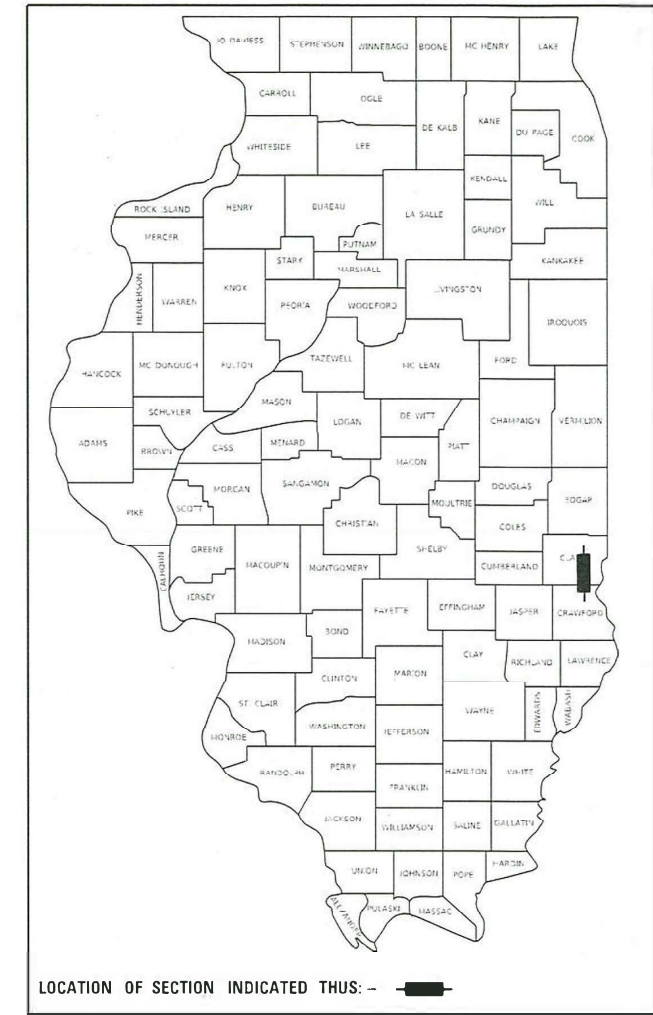 JO DAVIESS STEPHENSON WINNEBAGO BOONE MC HENRY LAKE
CARROLL OGLE DE KALB KANE DU PAGE COOK
WHITESIDE LEE
KENDALL
ROCK ISLAND HENRY BUREAU LA SALLE WILL
MERCER PUTNAM GRUNDY
STARK MARSHALL KANKAKEE
HENDERSON WARREN KNOX PEORIA WOODFORD LIVINGSTON
IROQUOIS
HANCOCK MC DONOUGH FULTON TAZEWELL MC LEAN FORD
MASON
SCHUYLER LOGAN DE WITT CHAMPAIGN VERMILION
ADAMS BROWN CASS MENARD PIATT
MACON
PIKE SCOTT MORGAN SANGAMON MOULTRIE DOUGLAS EDGAR
CHRISTIAN COLES
CALHOUN GREENE MACOUPIN MONTGOMERY SHELBY CUMBERLAND CLA
JERSEY FAYETTE EFFINGHAM JASPER CRAWFORD
MADISON BOND
CLAY RICHLAND LAWRENCE
CLINTON MARION
ST. CLAIR WAYNE EDWARDS WABASH
MONROE WASHINGTON JEFFERSON
RANDOLPH PERRY HAMILTON WHITE
FRANKLIN
JACKSON WILLIAMSON SALINE GALLATIN
UNION JOHNSON POPE HARDIN
ALEXANDER PULASKI MASSAC
LOCATION OF SECTION INDICATED THUS: –